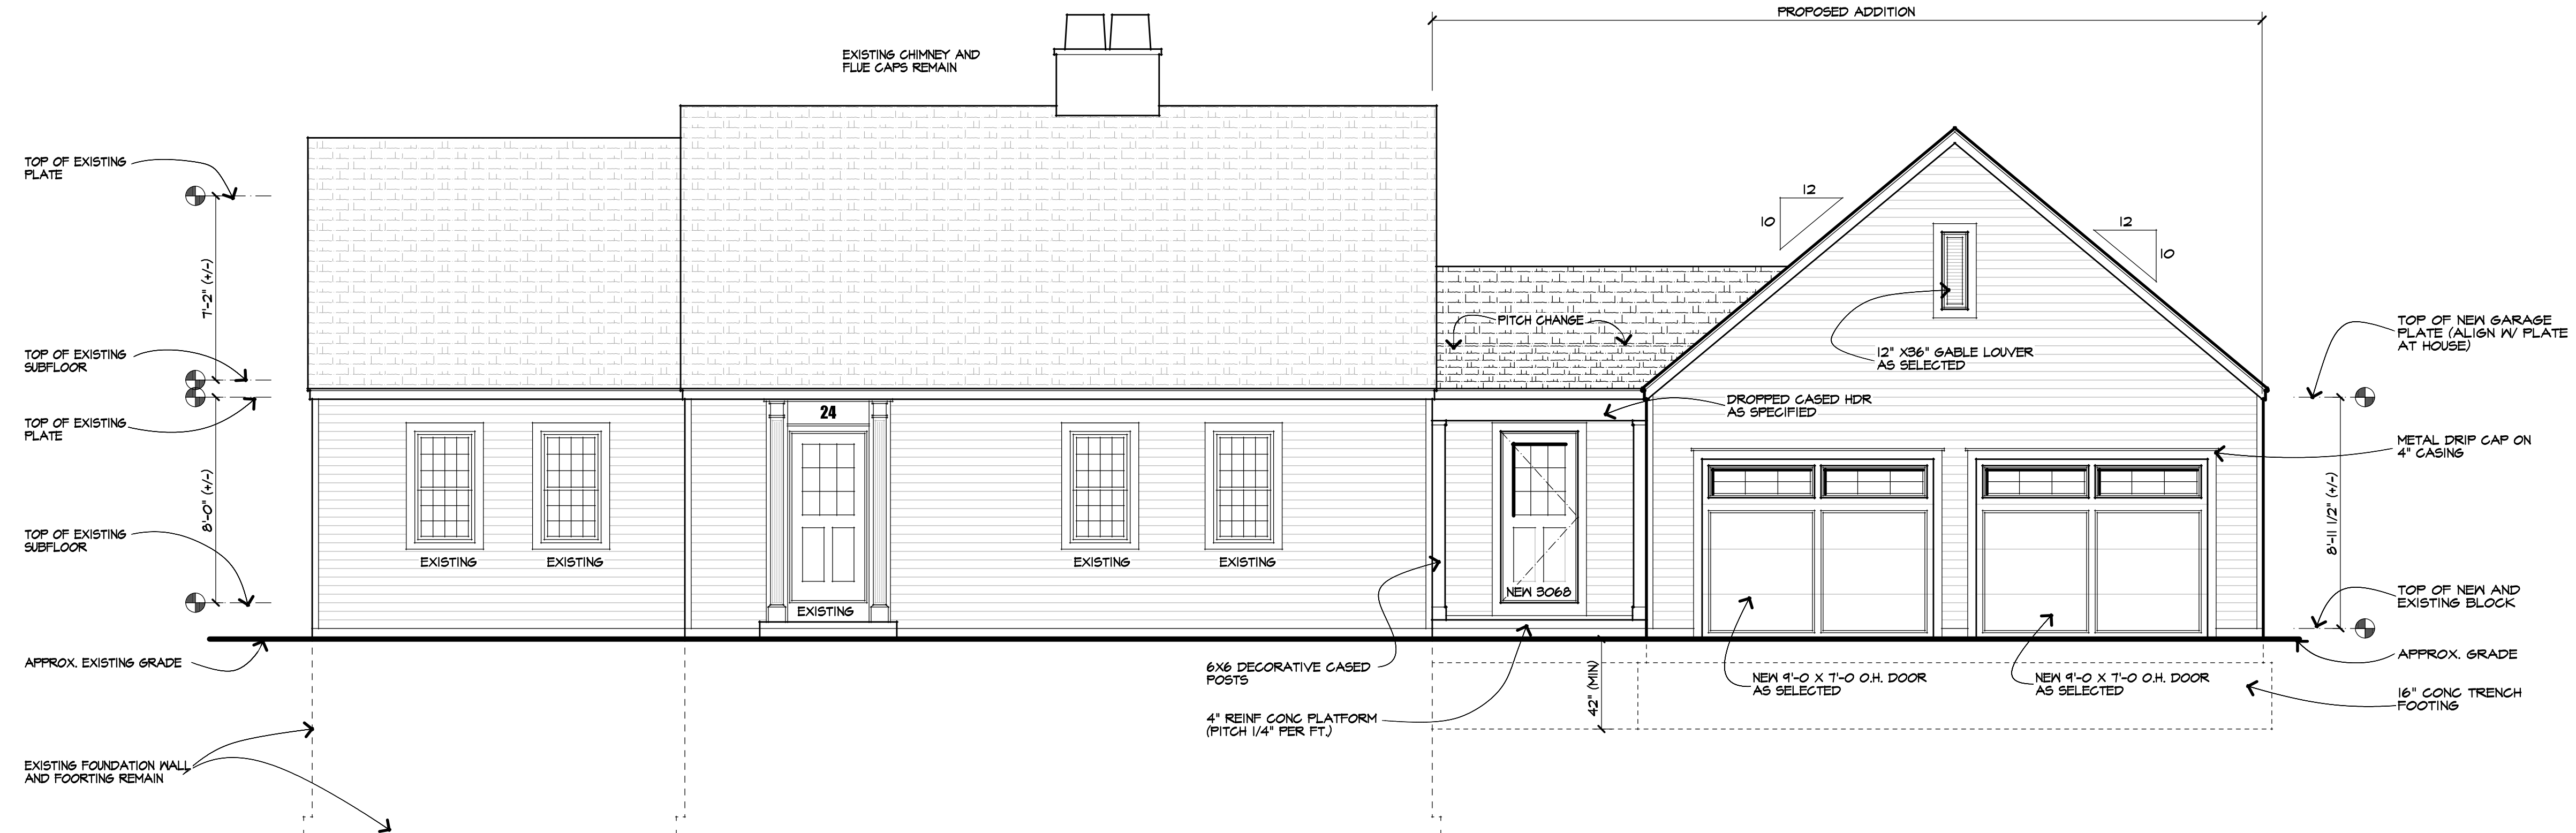 PROPOSED ADDITION
EXISTING CHIMNEY AND
FLUE CAPS REMAIN
TOP OF EXISTING
PLATE
7'-2" (+/-)
TOP OF EXISTING
SUBFLOOR
TOP OF EXISTING
PLATE
8'-0" (+/-)
TOP OF EXISTING
SUBFLOOR
APPROX. EXISTING GRADE
EXISTING FOUNDATION WALL
AND FOORTING REMAIN
EXISTING
EXISTING
24
EXISTING
EXISTING
EXISTING
PITCH CHANGE
12
10
12
10
12" X36" GABLE LOUVER
AS SELECTED
DROPPED CASED HDR
AS SPECIFIED
NEW 3068
6X6 DECORATIVE CASED
POSTS
4" REINF CONC PLATFORM
(PITCH 1/4" PER FT.)
42" (MIN)
NEW 9'-0 X 7'-0 O.H. DOOR
AS SELECTED
NEW 9'-0 X 7'-0 O.H. DOOR
AS SELECTED
TOP OF NEW GARAGE
PLATE (ALIGN W/ PLATE
AT HOUSE)
METAL DRIP CAP ON
4" CASING
8'-11 1/2" (+/-)
TOP OF NEW AND
EXISTING BLOCK
APPROX. GRADE
16" CONC TRENCH
FOOTING